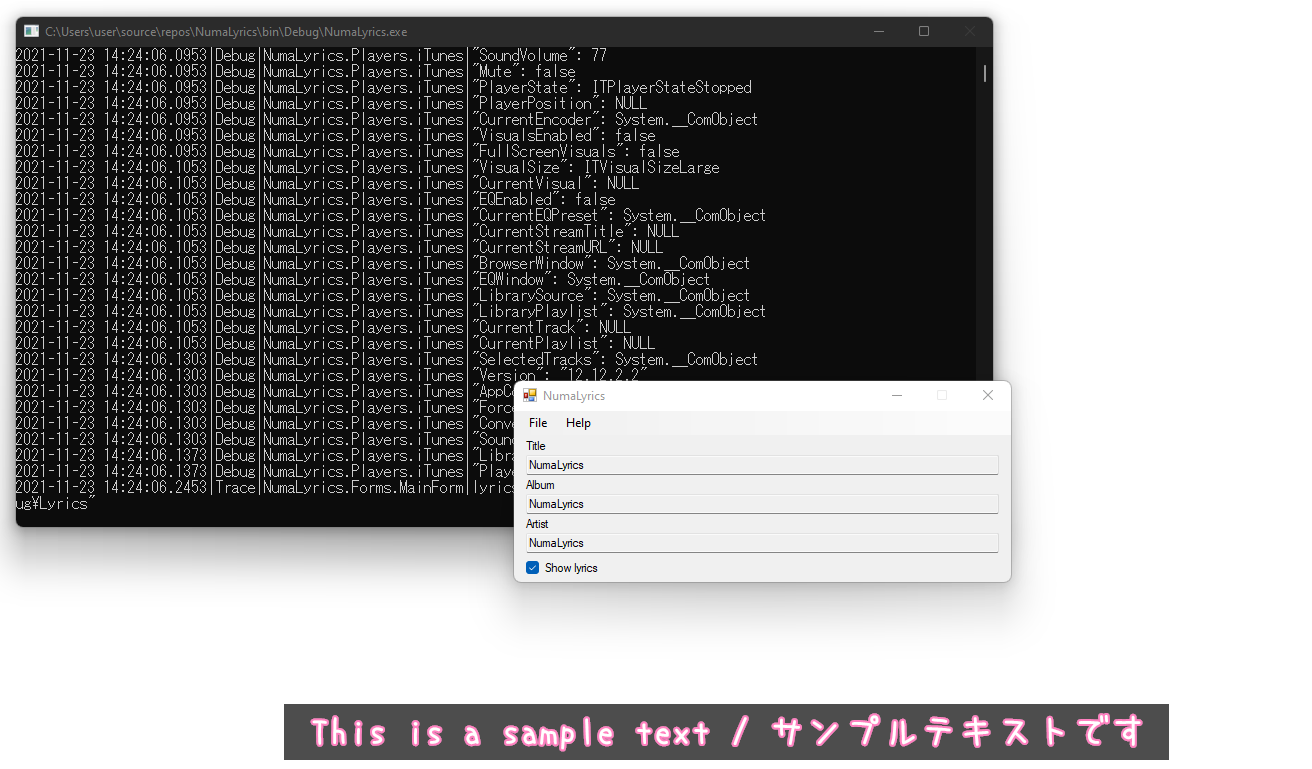 C:\Users\user\source\repos\NumaLyrics\bin\Debug\NumaLyrics.exe
2021-11-23 14:24:06.0953|Debug|NumaLyrics.Players.iTunes|"SoundVolume": 77
2021-11-23 14:24:06.0953|Debug|NumaLyrics.Players.iTunes|"Mute": false
2021-11-23 14:24:06.0953|Debug|NumaLyrics.Players.iTunes|"PlayerState": ITPlayerStateStopped
2021-11-23 14:24:06.0953|Debug|NumaLyrics.Players.iTunes|"PlayerPosition": NULL
2021-11-23 14:24:06.0953|Debug|NumaLyrics.Players.iTunes|"CurrentEncoder": System.__ComObject
2021-11-23 14:24:06.0953|Debug|NumaLyrics.Players.iTunes|"VisualsEnabled": false
2021-11-23 14:24:06.0953|Debug|NumaLyrics.Players.iTunes|"FullScreenVisuals": false
2021-11-23 14:24:06.1053|Debug|NumaLyrics.Players.iTunes|"VisualSize": ITVisualSizeLarge
2021-11-23 14:24:06.1053|Debug|NumaLyrics.Players.iTunes|"CurrentVisual": NULL
2021-11-23 14:24:06.1053|Debug|NumaLyrics.Players.iTunes|"EQEnabled": false
2021-11-23 14:24:06.1053|Debug|NumaLyrics.Players.iTunes|"CurrentEQPreset": System.__ComObject
2021-11-23 14:24:06.1053|Debug|NumaLyrics.Players.iTunes|"CurrentStreamTitle": NULL
2021-11-23 14:24:06.1053|Debug|NumaLyrics.Players.iTunes|"CurrentStreamURL": NULL
2021-11-23 14:24:06.1053|Debug|NumaLyrics.Players.iTunes|"BrowserWindow": System.__ComObject
2021-11-23 14:24:06.1053|Debug|NumaLyrics.Players.iTunes|"EQWindow": System.__ComObject
2021-11-23 14:24:06.1053|Debug|NumaLyrics.Players.iTunes|"LibrarySource": System.__ComObject
2021-11-23 14:24:06.1053|Debug|NumaLyrics.Players.iTunes|"LibraryPlaylist": System.__ComObject
2021-11-23 14:24:06.1053|Debug|NumaLyrics.Players.iTunes|"CurrentTrack": NULL
2021-11-23 14:24:06.1053|Debug|NumaLyrics.Players.iTunes|"CurrentPlaylist": NULL
2021-11-23 14:24:06.1303|Debug|NumaLyrics.Players.iTunes|"SelectedTracks": System.__ComObject
2021-11-23 14:24:06.1303|Debug|NumaLyrics.Players.iTunes|"Version": "12.12.2.2"
2021-11-23 14:24:06.1303|Debug|NumaLyrics.Players.iTunes|"AppCo
2021-11-23 14:24:06.1303|Debug|NumaLyrics.Players.iTunes|"Force
2021-11-23 14:24:06.1303|Debug|NumaLyrics.Players.iTunes|"Conve
2021-11-23 14:24:06.1303|Debug|NumaLyrics.Players.iTunes|"Sound
2021-11-23 14:24:06.1373|Debug|NumaLyrics.Players.iTunes|"Libra
2021-11-23 14:24:06.1373|Debug|NumaLyrics.Players.iTunes|"Playe
2021-11-23 14:24:06.2453|Trace|NumaLyrics.Forms.MainForm|lyrics
ug¥Lyrics"
NumaLyrics
File Help
Title
NumaLyrics
Album
NumaLyrics
Artist
NumaLyrics
Show lyrics
This is a sample text / サンプルテキストです